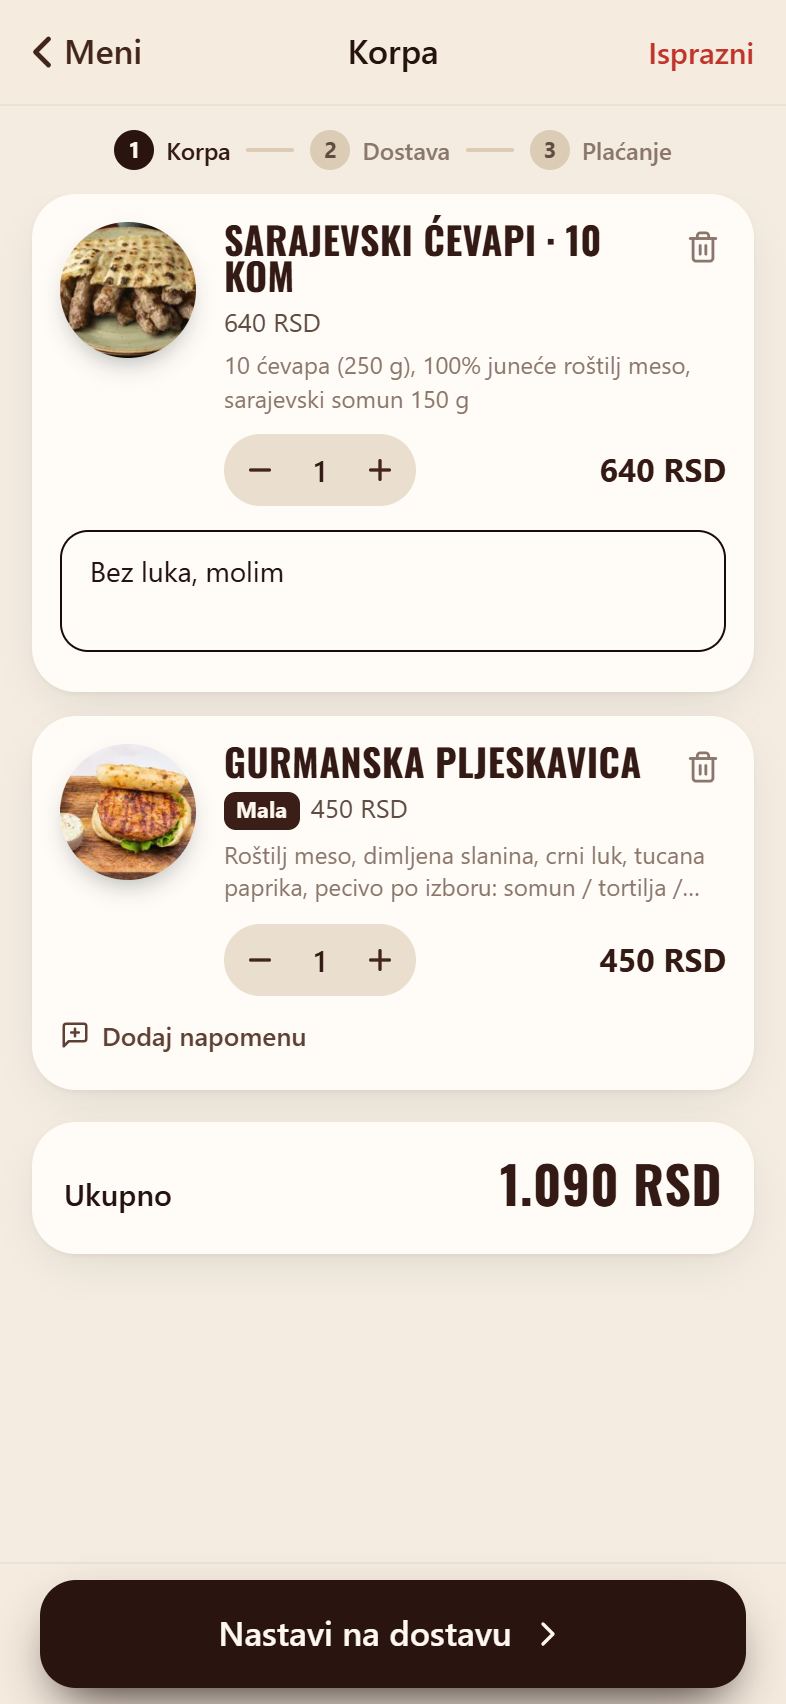 Meni
Korpa
Isprazni
1 Korpa
2 Dostava
3 Plaćanje
SARAJEVSKI ĆEVAPI · 10
KOM
640 RSD
10 ćevapa (250 g), 100% juneće roštilj meso,
sarajevski somun 150 g
1
640 RSD
Bez luka, molim
GURMANSKA PLJESKAVICA
Mala 450 RSD
Roštilj meso, dimljena slanina, crni luk, tucana
paprika, pecivo po izboru: somun / tortilja /...
1
450 RSD
Dodaj napomenu
Ukupno
1.090 RSD
Nastavi na dostavu